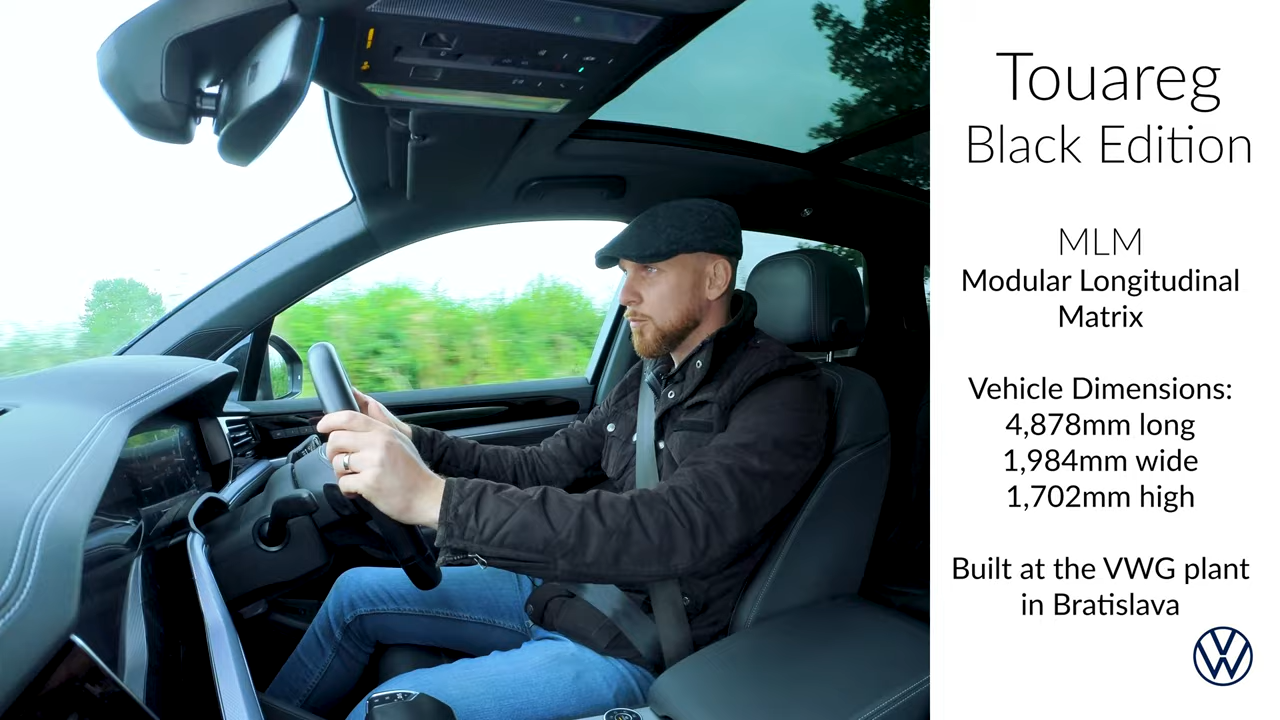 Touareg
Black Edition
MLM
Modular Longitudinal
Matrix
Vehicle Dimensions:
4,878mm long
1,984mm wide
1,702mm high
Built at the VWG plant
in Bratislava